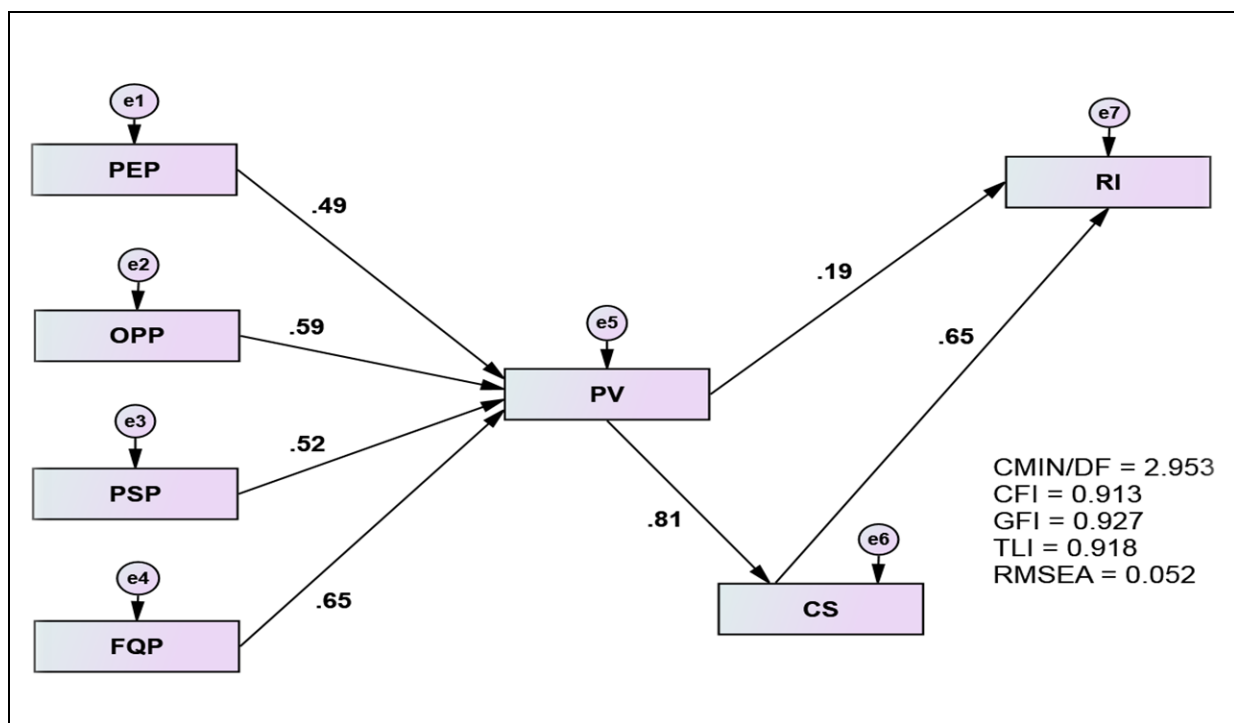 e1
PEP
.49
e2
OPP
.59
e3
PSP
.52
e4
FQP
.65
e5
PV
.19
.81
e7
RI
.65
e6
CS
CMIN/DF = 2.953
CFI = 0.913
GFI = 0.927
TLI = 0.918
RMSEA = 0.052